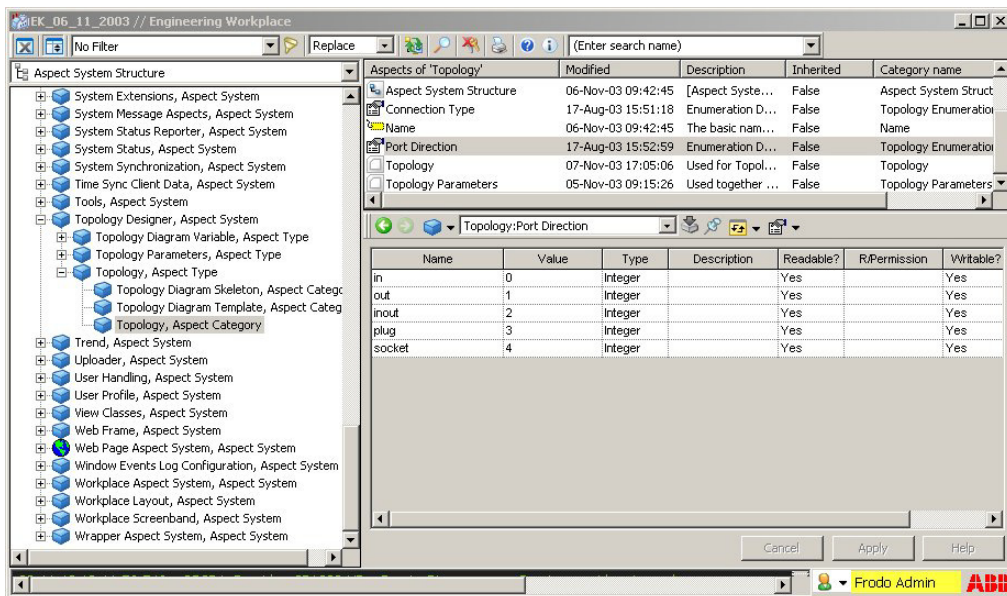 IEK_06_11_2003 // Engineering Workplace
No Filter Replace (Enter search name)
Aspect System Structure
System Extensions, Aspect System
System Message Aspects, Aspect System
System Status Reporter, Aspect System
System Status, Aspect System
System Synchronization, Aspect System
Time Sync Client Data, Aspect System
Tools, Aspect System
Topology Designer, Aspect System
Topology Diagram Variable, Aspect Type
Topology Parameters, Aspect Type
Topology, Aspect Type
Topology Diagram Skeleton, Aspect Catego
Topology Diagram Template, Aspect Categ
Topology, Aspect Category
Trend, Aspect System
Uploader, Aspect System
User Handling, Aspect System
User Profile, Aspect System
View Classes, Aspect System
Web Frame, Aspect System
Web Page Aspect System, Aspect System
Window Events Log Configuration, Aspect System
Workplace Aspect System, Aspect System
Workplace Layout, Aspect System
Workplace Screenband, Aspect System
Wrapper Aspect System, Aspect System
Aspects of 'Topology' Modified Description Inherited Category name
Aspect System Structure 06-Nov-03 09:42:45 [Aspect Syste... False Aspect System Struct
Connection Type 17-Aug-03 15:51:18 Enumeration D... False Topology Enumeration
Name 06-Nov-03 09:42:45 The basic nam... False Name
Port Direction 17-Aug-03 15:52:59 Enumeration D... False Topology Enumeration
Topology 07-Nov-03 17:05:06 Used for Topol... False Topology
Topology Parameters 05-Nov-03 09:15:26 Used together ... False Topology Parameters
Topology:Port Direction
Name Value Type Description Readable? R/Permission Writable?
in 0 Integer Yes Yes
out 1 Integer Yes Yes
inout 2 Integer Yes Yes
plug 3 Integer Yes Yes
socket 4 Integer Yes Yes
Cancel Apply Help
Frodo Admin ABB